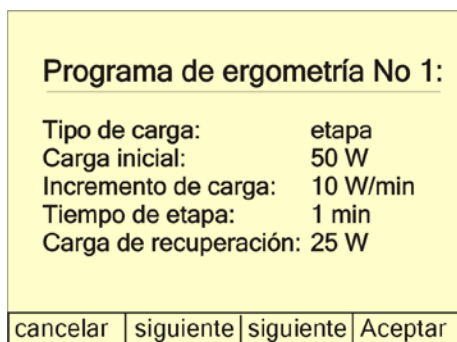 Programa de ergometría No 1:
Tipo de carga: etapa
Carga inicial: 50 W
Incremento de carga: 10 W/min
Tiempo de etapa: 1 min
Carga de recuperación: 25 W
cancelar siguiente siguiente Aceptar